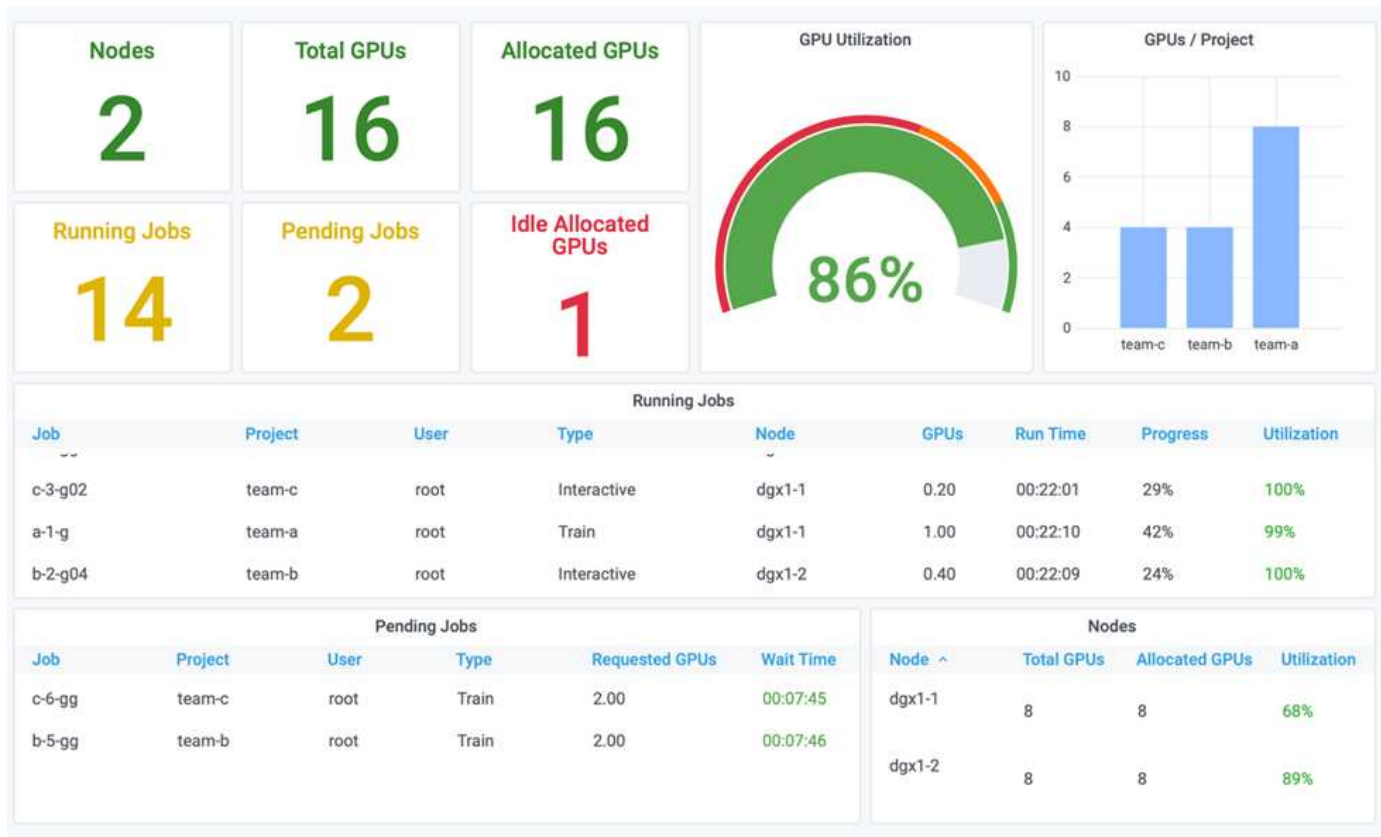 Nodes
2
Total GPUs
16
Allocated GPUs
16
Running Jobs
14
Pending Jobs
2
Idle Allocated
GPUs
1
GPU Utilization
86%
GPUs / Project
10
8
6
4
2
0
team-c team-b team-a
Running Jobs
Job Project User Type Node GPUs Run Time Progress Utilization
c-3-g02 team-c root Interactive dgx1-1 0.20 00:22:01 29% 100%
a-1-g team-a root Train dgx1-1 1.00 00:22:10 42% 99%
b-2-g04 team-b root Interactive dgx1-2 0.40 00:22:09 24% 100%
Pending Jobs
Job Project User Type Requested GPUs Wait Time
c-6-gg team-c root Train 2.00 00:07:45
b-5-gg team-b root Train 2.00 00:07:46
Nodes
Node Total GPUs Allocated GPUs Utilization
dgx1-1 8 8 68%
dgx1-2 8 8 89%